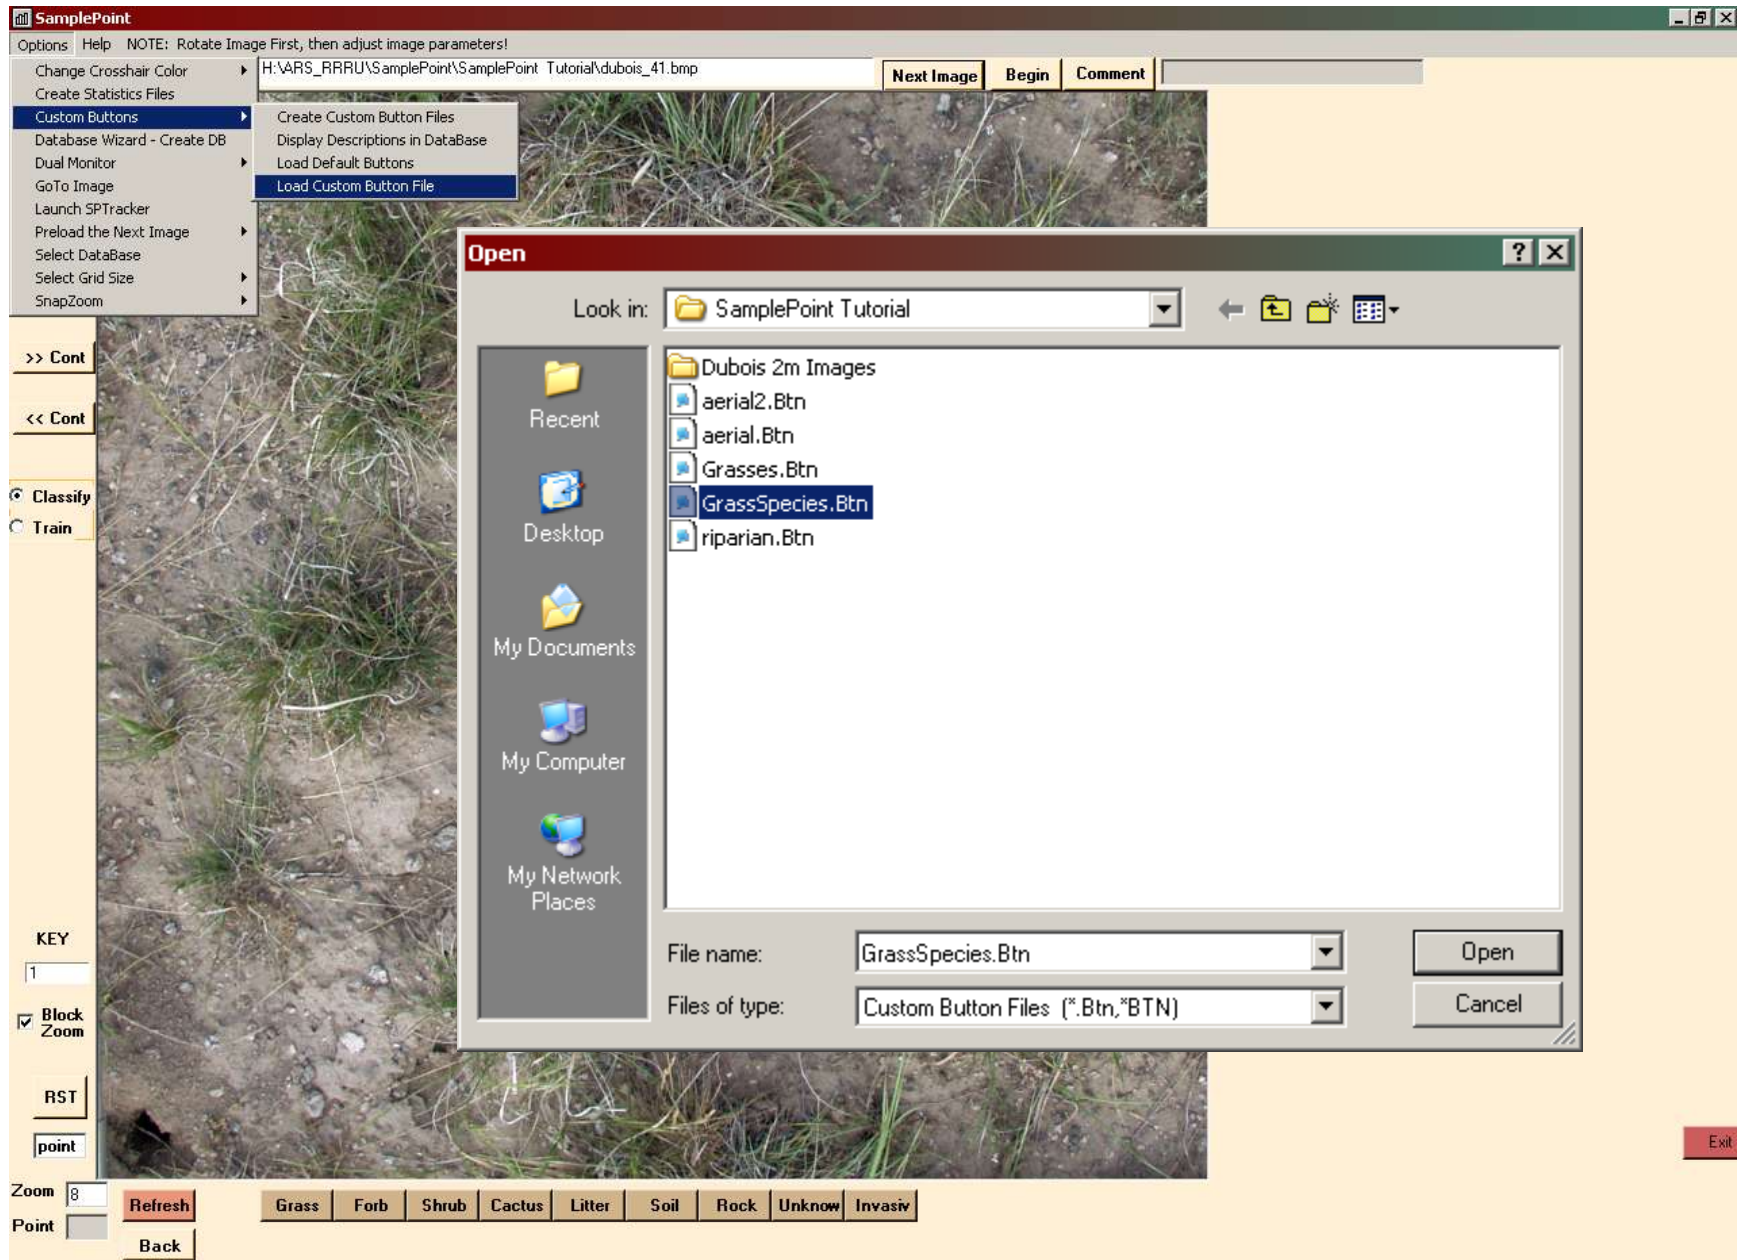 SamplePoint
Options Help NOTE: Rotate Image First, then adjust image parameters!
Change Crosshair Color
Create Statistics Files
Custom Buttons
Database Wizard - Create DB
Dual Monitor
GoTo Image
Launch SPTracker
Preload the Next Image
Select DataBase
Select Grid Size
SnapZoom
H:\ARS_RRRU\SamplePoint\SamplePoint Tutorial\dubois_41.bmp
Next Image Begin Comment
Create Custom Button Files
Display Descriptions in DataBase
Load Default Buttons
Load Custom Button File
>> Cont
<< Cont
Classify
Train
KEY
1
Block
Zoom
RST
point
Open
Look in: SamplePoint Tutorial
Recent
Desktop
My Documents
My Computer
My Network
Places
Dubois 2m Images
aerial2.Btn
aerial.Btn
Grasses.Btn
GrassSpecies.Btn
riparian.Btn
File name: GrassSpecies.Btn Open
Files of type: Custom Button Files (*.Btn,*BTN) Cancel
Exit
Zoom 8
Point
Refresh
Back
Grass Forb Shrub Cactus Litter Soil Rock Unknow Invasiv